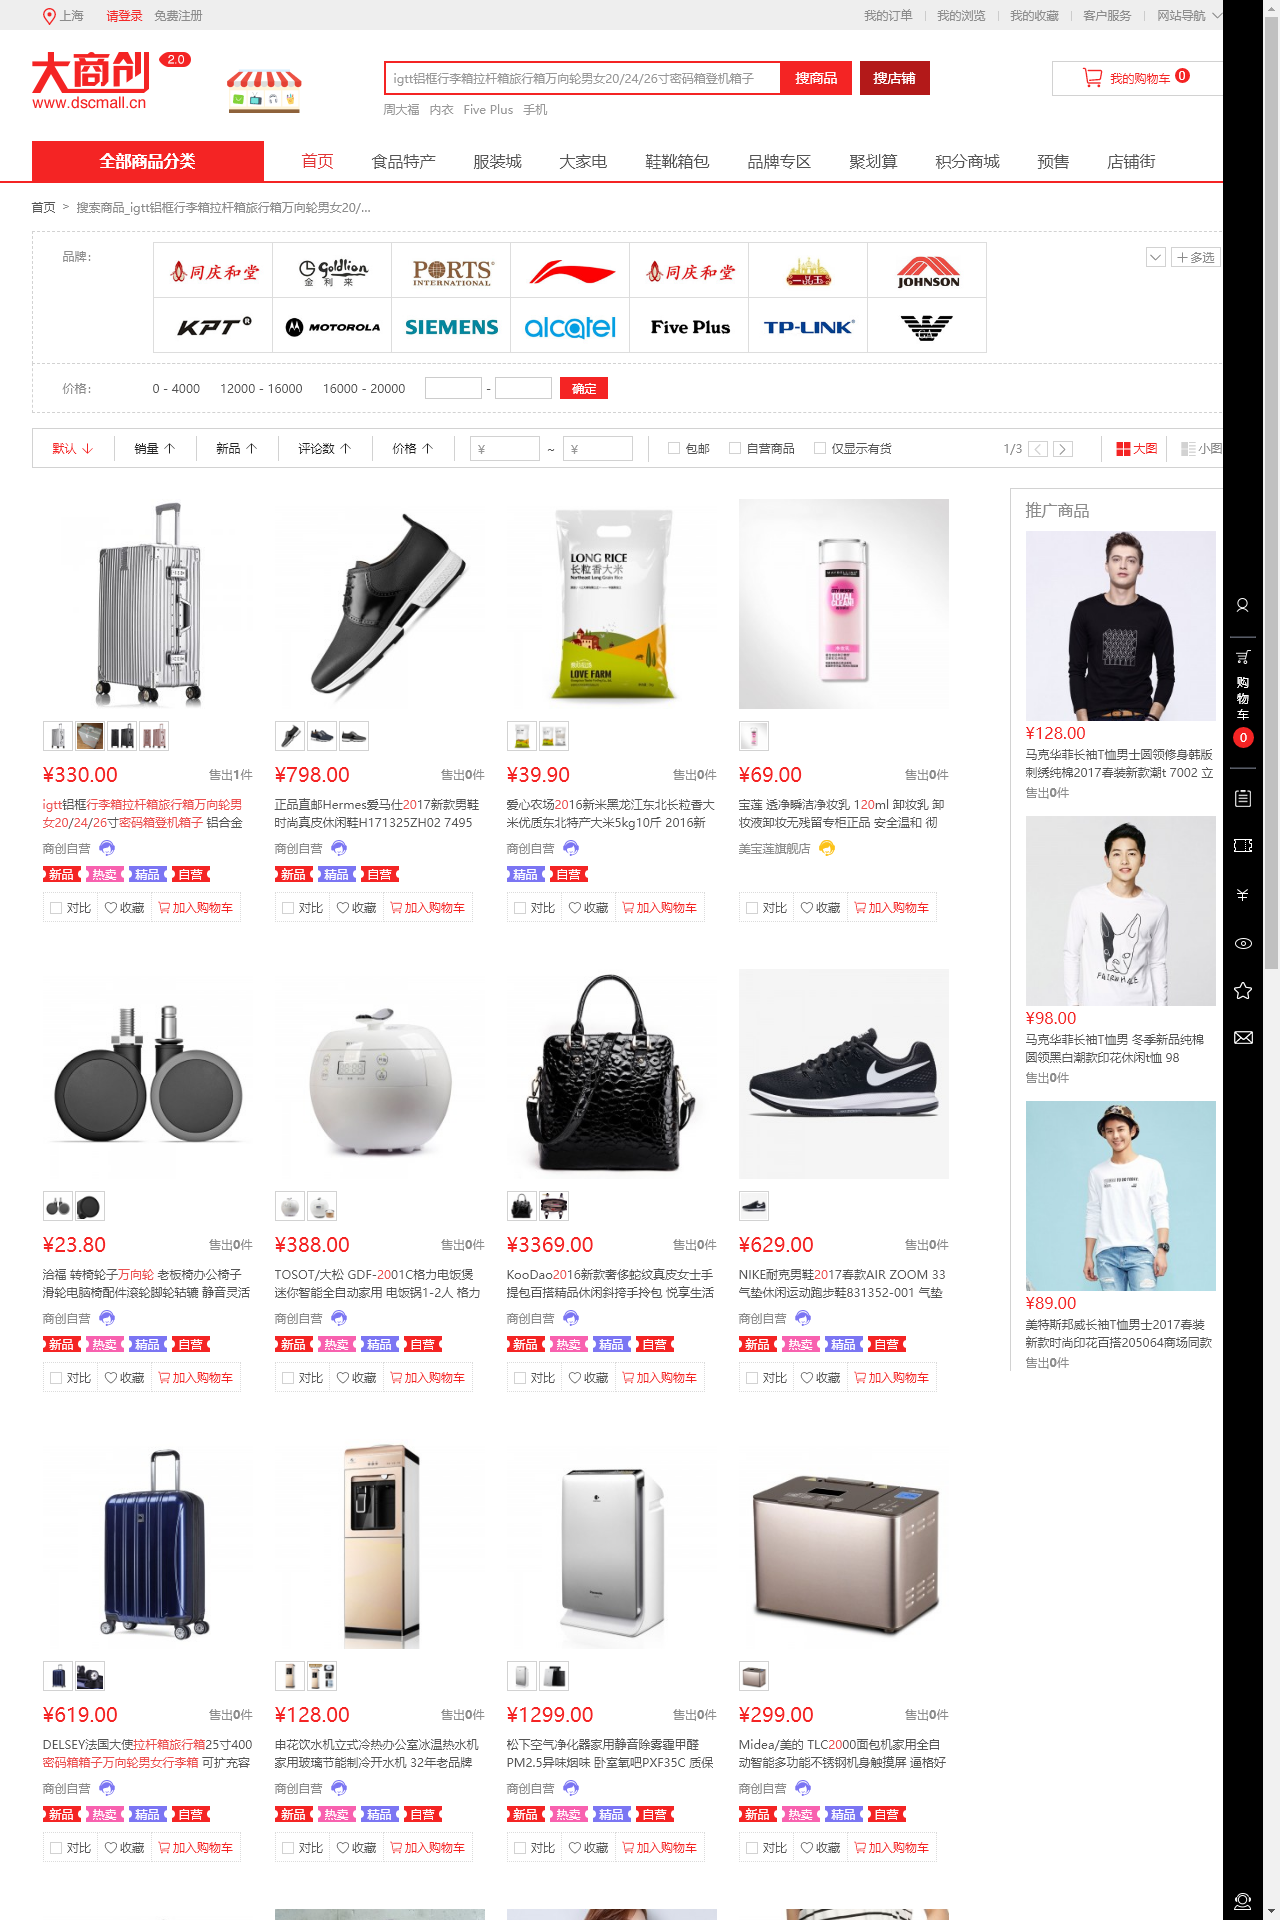 上海 请登录 免费注册 我的订单 我的浏览 我的收藏 客户服务 网站导航
大商创 2.0
www.dscmall.cn
igtt铝框行李箱拉杆箱旅行箱万向轮男女20/24/26寸密码箱登机箱子 搜商品 搜店铺 我的购物车 0
周大福 内衣 Five Plus 手机
全部商品分类 首页 食品特产 服装城 大家电 鞋靴箱包 品牌专区 聚划算 积分商城 预售 店铺街
首页 > 搜索商品_igtt铝框行李箱拉杆箱旅行箱万向轮男女20/...
品牌: 同庆和堂 Goldlion 金利来 PORTS INTERNATIONAL 同庆和堂 一品玉 JOHNSON 多选
KPT MOTOROLA SIEMENS alcatel Five Plus TP-LINK
价格: 0 - 4000 12000 - 16000 16000 - 20000 - 确定
默认 销量 新品 评论数 价格 ¥ ~ ¥ 包邮 自营商品 仅显示有货 1/3 大图 小图
推广商品
LONG RICE
长粒香大米
Northeast Long Grain Rice
LOVE FARM
MAYBELLINE
TOTAL CLEAN
¥330.00 售出1件 ¥798.00 售出0件 ¥39.90 售出0件 ¥69.00 售出0件
igtt铝框行李箱拉杆箱旅行箱万向轮男 正品直邮Hermes爱马仕2017新款男鞋 爱心农场2016新米黑龙江东北长粒香大 宝莲 透净瞬洁净妆乳 120ml 卸妆乳 卸
女20/24/26寸密码箱登机箱子 铝合金 时尚真皮休闲鞋H171325ZH02 7495 米优质东北特产大米5kg10斤 2016新 妆液卸妆无残留专柜正品 安全温和 彻
商创自营 商创自营 商创自营 美宝莲旗舰店
新品 热卖 精品 自营 新品 精品 自营 精品 自营
对比 收藏 加入购物车 对比 收藏 加入购物车 对比 收藏 加入购物车 对比 收藏 加入购物车
¥128.00
马克华菲长袖T恤男士圆领修身韩版
刺绣纯棉2017春装新款潮t 7002 立
售出0件
¥98.00
马克华菲长袖T恤男 冬季新品纯棉
圆领黑白潮款印花休闲t恤 98
售出0件
¥89.00
美特斯邦威长袖T恤男士2017春装
新款时尚印花百搭205064商场同款
售出0件
购物车
0
¥23.80 售出0件 ¥388.00 售出0件 ¥3369.00 售出0件 ¥629.00 售出0件
洽福 转椅轮子万向轮 老板椅办公椅子 TOSOT/大松 GDF-2001C格力电饭煲 KooDao2016新款奢侈蛇纹真皮女士手 NIKE耐克男鞋2017春款AIR ZOOM 33
滑轮电脑椅配件滚轮脚轮轱辘 静音灵活 迷你智能全自动家用 电饭锅1-2人 格力 提包百搭精品休闲斜挎手拎包 悦享生活 气垫休闲运动跑步鞋831352-001 气垫
商创自营 商创自营 商创自营 商创自营
新品 热卖 精品 自营 新品 热卖 精品 自营 新品 热卖 精品 自营 新品 热卖 精品 自营
对比 收藏 加入购物车 对比 收藏 加入购物车 对比 收藏 加入购物车 对比 收藏 加入购物车
¥619.00 售出0件 ¥128.00 售出0件 ¥1299.00 售出0件 ¥299.00 售出0件
DELSEY法国大使拉杆箱旅行箱25寸400 申花饮水机立式冷热办公室冰温热水机 松下空气净化器家用静音除雾霾甲醛 Midea/美的 TLC2000面包机家用全自
密码箱箱子万向轮男女行李箱 可扩充容 家用玻璃节能制冷开水机 32年老品牌 PM2.5异味烟味 卧室氧吧PXF35C 质保 动智能多功能不锈钢机身触摸屏 逼格好
商创自营 商创自营 商创自营 商创自营
新品 热卖 精品 自营 新品 热卖 精品 自营 新品 热卖 精品 自营 新品 热卖 精品 自营
对比 收藏 加入购物车 对比 收藏 加入购物车 对比 收藏 加入购物车 对比 收藏 加入购物车